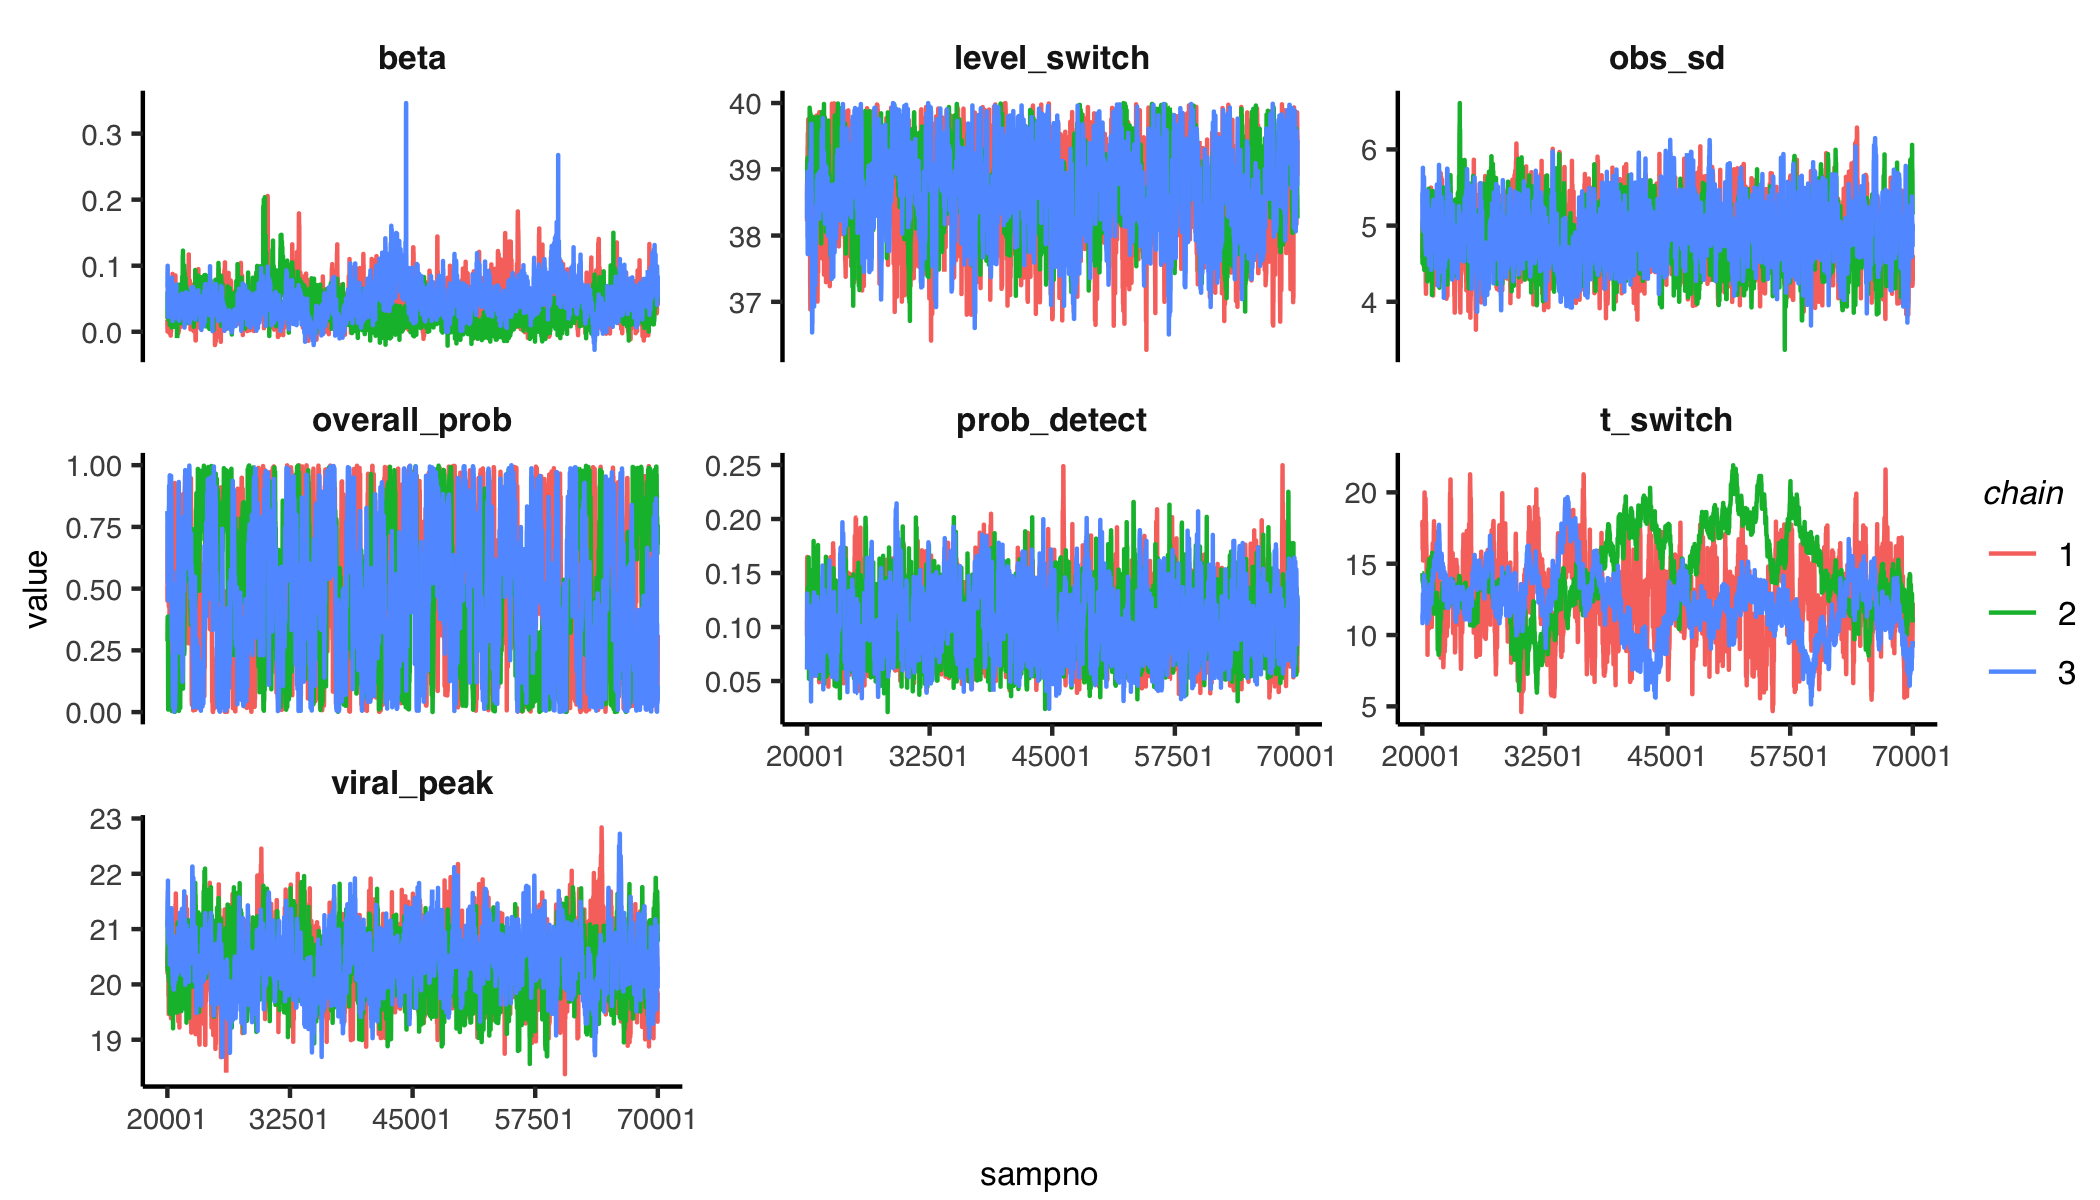 beta
0.3
0.2
0.1
0.0
level_switch
40
39
38
37
obs_sd
6
5
4
overall_prob
1.00
0.75
0.50
0.25
0.00
prob_detect
0.25
0.20
0.15
0.10
0.05
20001 32501 45001 57501 70001
t_switch
20
15
10
5
20001 32501 45001 57501 70001
viral_peak
23
22
21
20
19
20001 32501 45001 57501 70001
value
sampno
chain
1
2
3